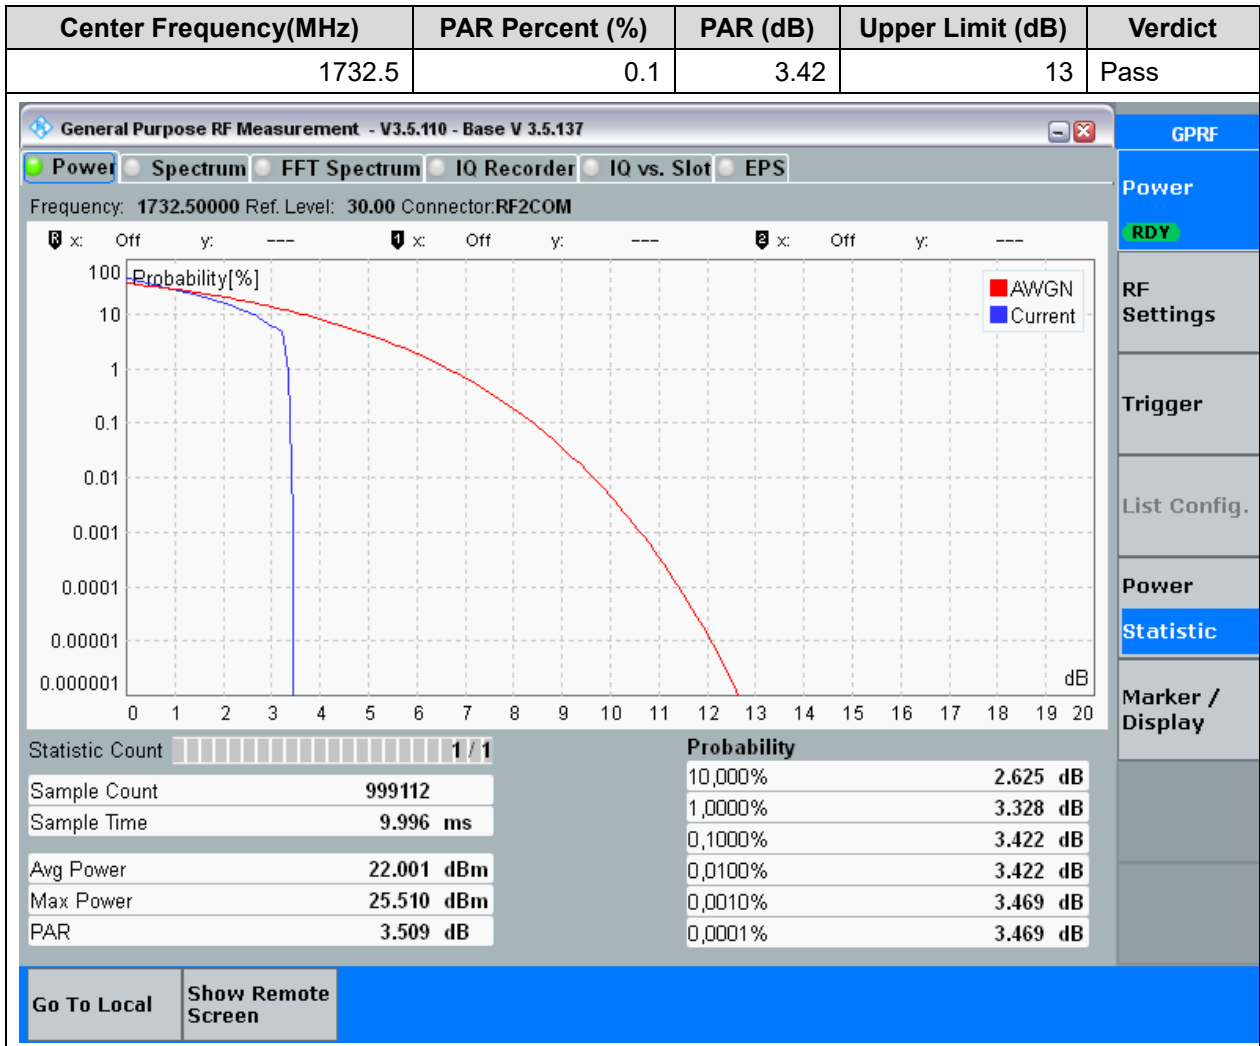 Center Frequency(MHz) PAR Percent (%) PAR (dB) Upper Limit (dB) Verdict
1732.5 0.1 3.42 13 Pass
General Purpose RF Measurement - V3.5.110 - Base V 3.5.137
GPRF
Power Spectrum FFT Spectrum IQ Recorder IQ vs. Slot EPS
Power
RDY
Frequency: 1732.50000 Ref. Level: 30.00 Connector:RF2COM
R x: Off y: --- 1 x: Off y: --- 2 x: Off y: ---
Probability[%]
AWGN
Current
100
10
1
0.1
0.01
0.001
0.0001
0.00001
0.000001
dB
0 1 2 3 4 5 6 7 8 9 10 11 12 13 14 15 16 17 18 19 20
RF
Settings
Trigger
List Config.
Power
Statistic
Marker /
Display
Statistic Count 1 / 1
Sample Count 999112
Sample Time 9.996 ms
Avg Power 22.001 dBm
Max Power 25.510 dBm
PAR 3.509 dB
Probability
10,000% 2.625 dB
1,0000% 3.328 dB
0,1000% 3.422 dB
0,0100% 3.422 dB
0,0010% 3.469 dB
0,0001% 3.469 dB
Go To Local
Show Remote
Screen